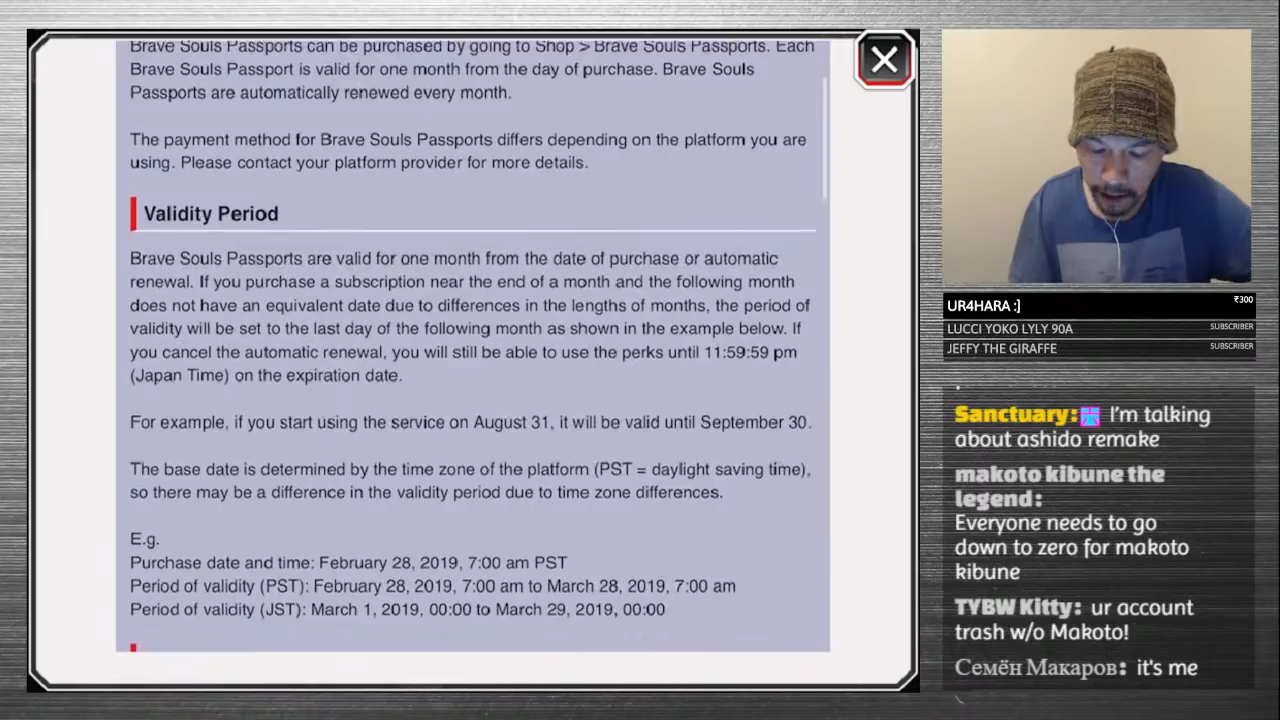 Brave Souls Passports can be purchased by going to Shop > Brave Souls Passports. Each
Brave Souls Passport is valid for one month from the day of purchase. Brave Souls
Passports automatically renewed every month.
The payment method for Brave Souls Passports differs depending on the platform you are
using. Please contact your platform provider for more details.
Validity Period
Brave Souls Passports are valid for one month from the date of purchase or automatic
renewal. If you purchase a subscription near the end of a month and the following month
does not have an equivalent date due to differences in the lengths of months, the period of
validity will be set to the last day of the following month as shown in the example below. If
you cancel the automatic renewal, you will still be able to use the perks until 11:59:59 pm
(Japan Time) on the expiration date.
For example, if you start using the service on August 31, it will be valid until September 30.
The base date is determined by the time zone of the platform (PST = daylight saving time),
so there may be a difference in the validity period due to time zone differences.
E.g.
Purchase date and time: February 28, 2019, 7:00 am PST
Period of validity (PST): February 28, 2019, 7:00 am to March 28, 2019, 7:00 am
Period of validity (JST): March 1, 2019, 00:00 to March 29, 2019, 00:00
UR4HARA :] ₹300
LUCCI YOKO LYLY 90A SUBSCRIBER
JEFFY THE GIRAFFE SUBSCRIBER
Sanctuary: I'm talking
about ashido remake
makoto kibune the
legend:
Everyone needs to go
down to zero for makoto
kibune
TYBW Kitty: ur account
trash w/o Makoto!
Семён Макаров: it's me